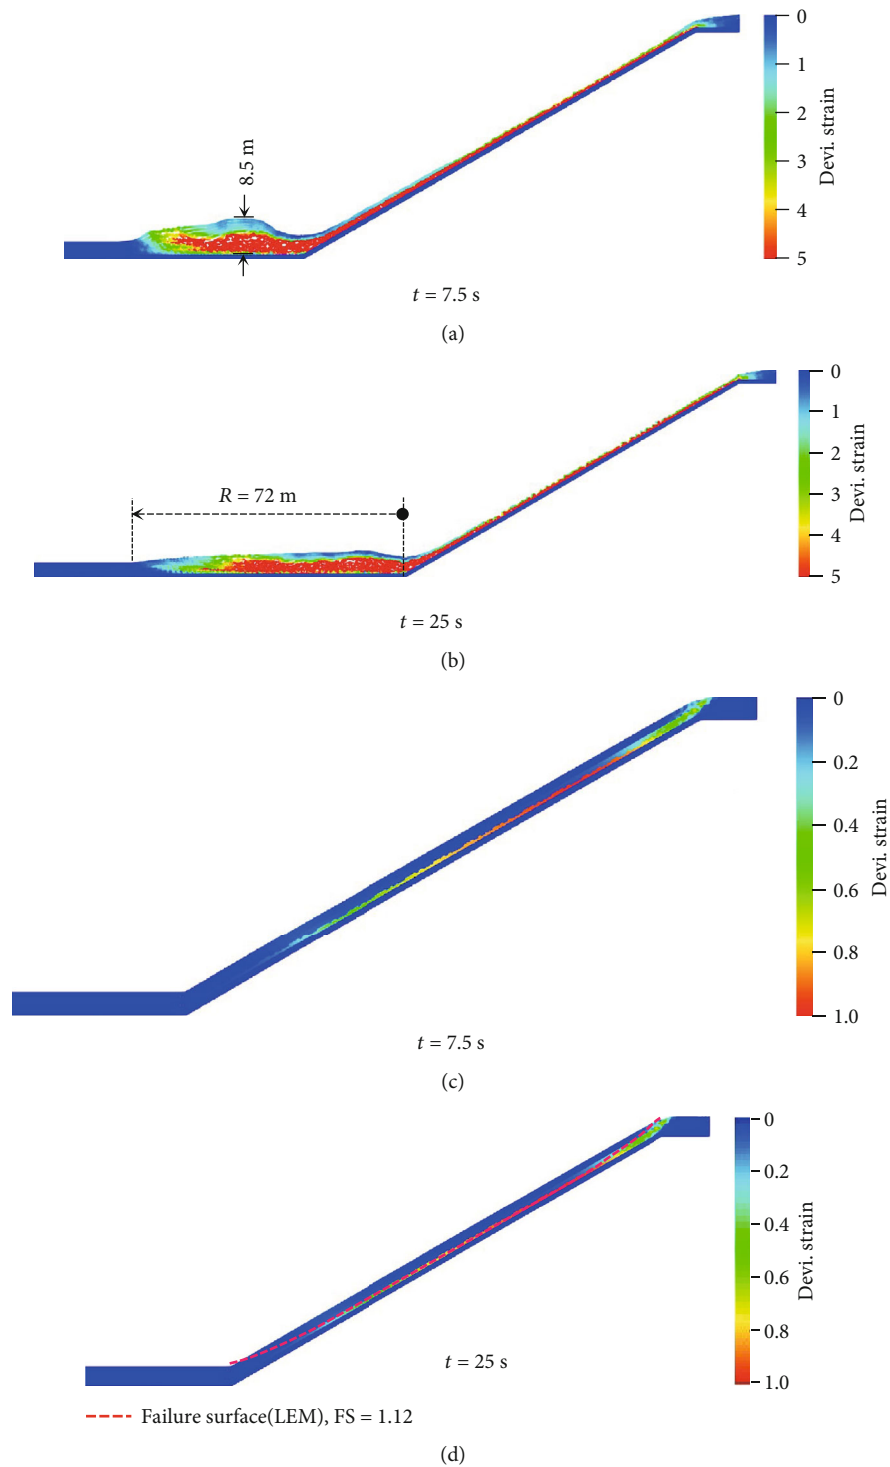 0
1
2
3
4
5
Devi. strain
8.5 m
t = 7.5 s
(a)
0
1
2
3
4
5
Devi. strain
R = 72 m
t = 25 s
(b)
0
0.2
0.4
0.6
0.8
1.0
Devi. strain
t = 7.5 s
(c)
0
0.2
0.4
0.6
0.8
1.0
Devi. strain
t = 25 s
Failure surface(LEM), FS = 1.12
(d)